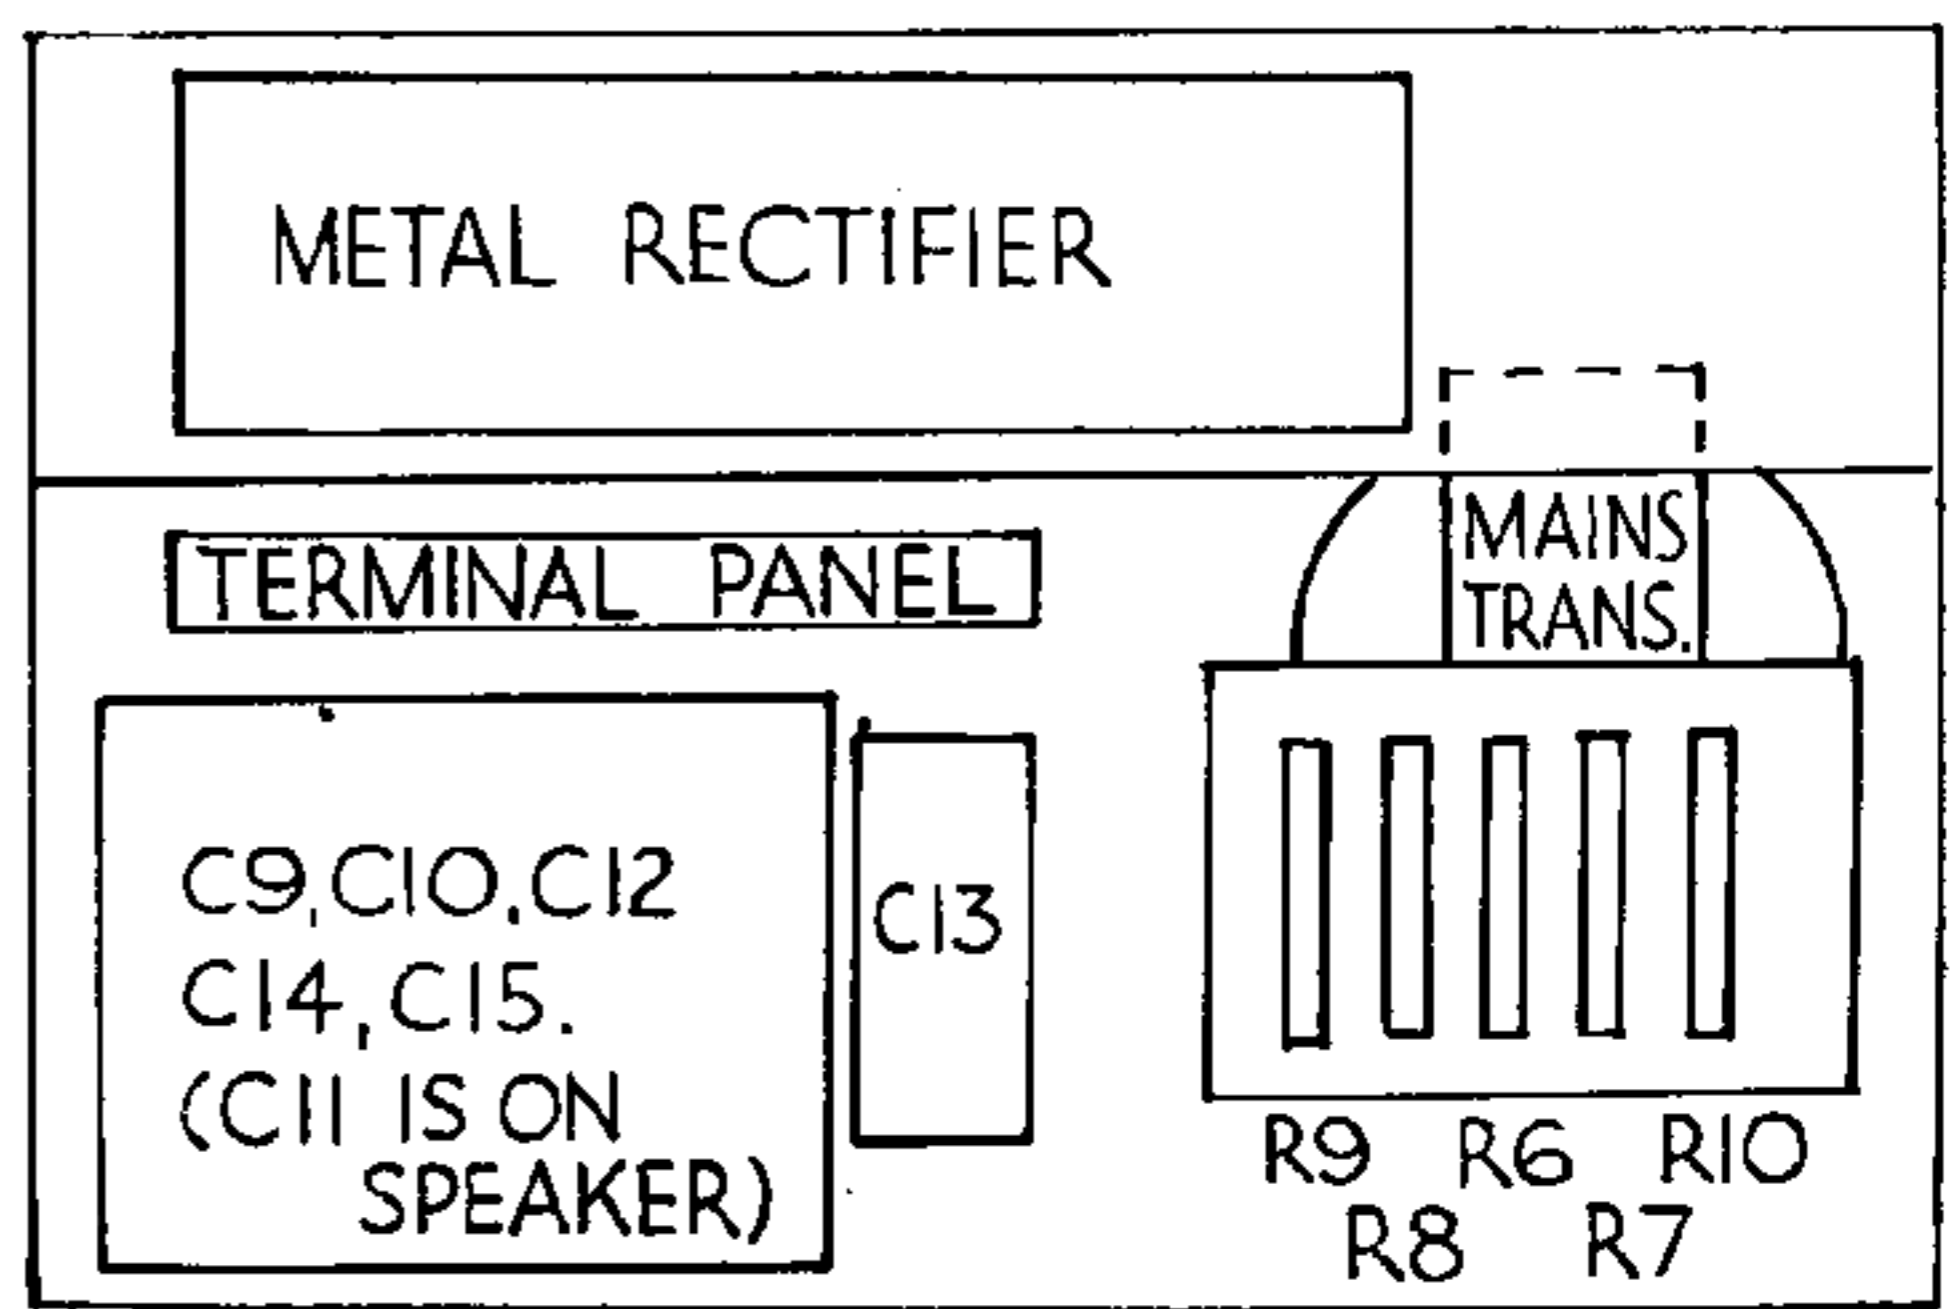 METAL RECTIFIER
MAINS
TRANS.
TERMINAL PANEL
C9,C10,C12
C14,C15.
(C11 IS ON
SPEAKER)
C13
R9 R6 R10
R8 R7